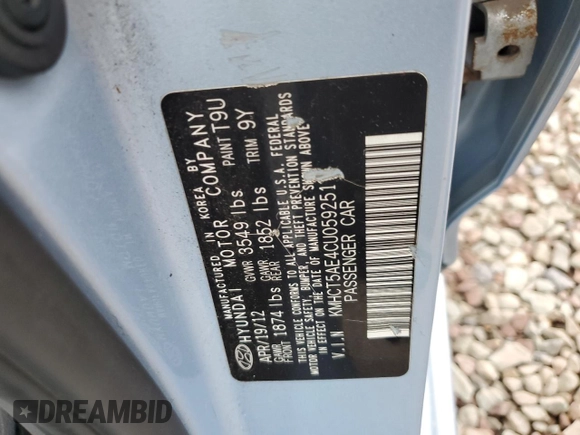 MANUFACTURED IN KOREA BY
HYUNDAI MOTOR COMPANY
APR/19/12 GVWR 3549 lbs PAINT T9U
GAWR FRONT 1874 lbs GAWR REAR 1852 lbs TRIM 9Y
THIS VEHICLE CONFORMS TO ALL APPLICABLE U.S.A. FEDERAL
MOTOR VEHICLE SAFETY, BUMPER, AND THEFT PREVENTION STANDARDS
IN EFFECT ON THE DATE OF MANUFACTURE SHOWN ABOVE
V.I.N KMHCT5AE4CU059251
PASSENGER CAR
DREAMBID